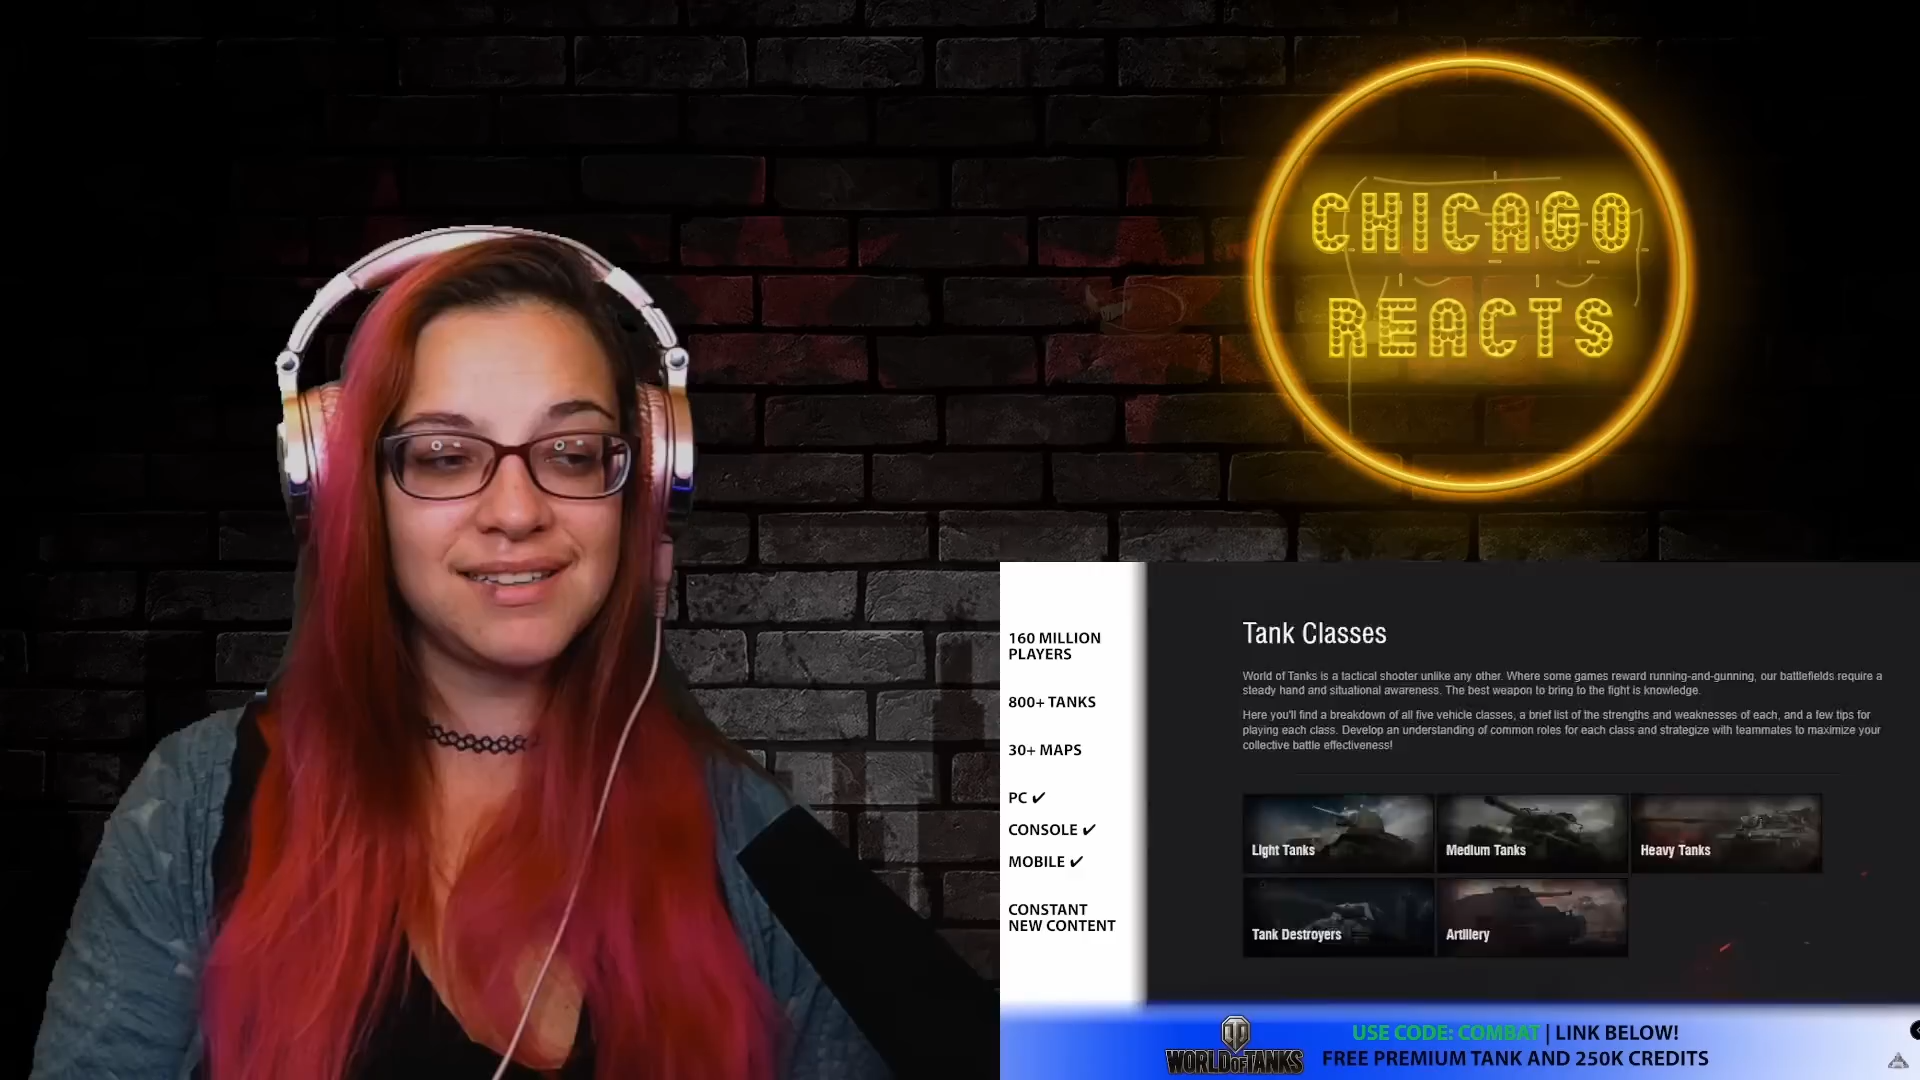 CHICAGO
REACTS
160 MILLION
PLAYERS
800+ TANKS
30+ MAPS
PC ✓
CONSOLE ✓
MOBILE ✓
CONSTANT
NEW CONTENT
Tank Classes
World of Tanks is a tactical shooter unlike any other. Where some games reward running-and-gunning, our battlefields require a
steady hand and situational awareness. The best weapon to bring to the fight is knowledge.
Here you'll find a breakdown of all five vehicle classes, a brief list of the strengths and weaknesses of each, and a few tips for
playing each class. Develop an understanding of common roles for each class and strategize with teammates to maximize your
collective battle effectiveness!
Light Tanks
Medium Tanks
Heavy Tanks
Tank Destroyers
Artillery
WORLD OF TANKS
USE CODE: COMBAT | LINK BELOW!
FREE PREMIUM TANK AND 250K CREDITS